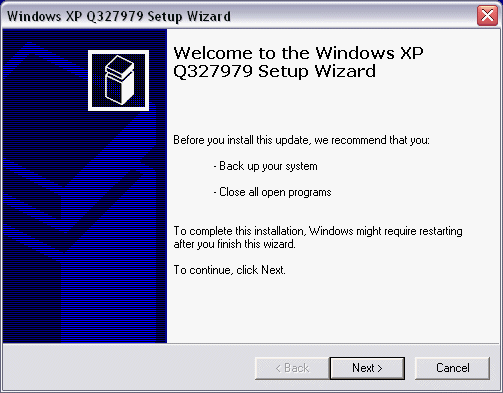 Windows XP Q327979 Setup Wizard
Welcome to the Windows XP
Q327979 Setup Wizard
Before you install this update, we recommend that you:
- Back up your system
- Close all open programs
To complete this installation, Windows might require restarting
after you finish this wizard.
To continue, click Next.
< Back
Next >
Cancel